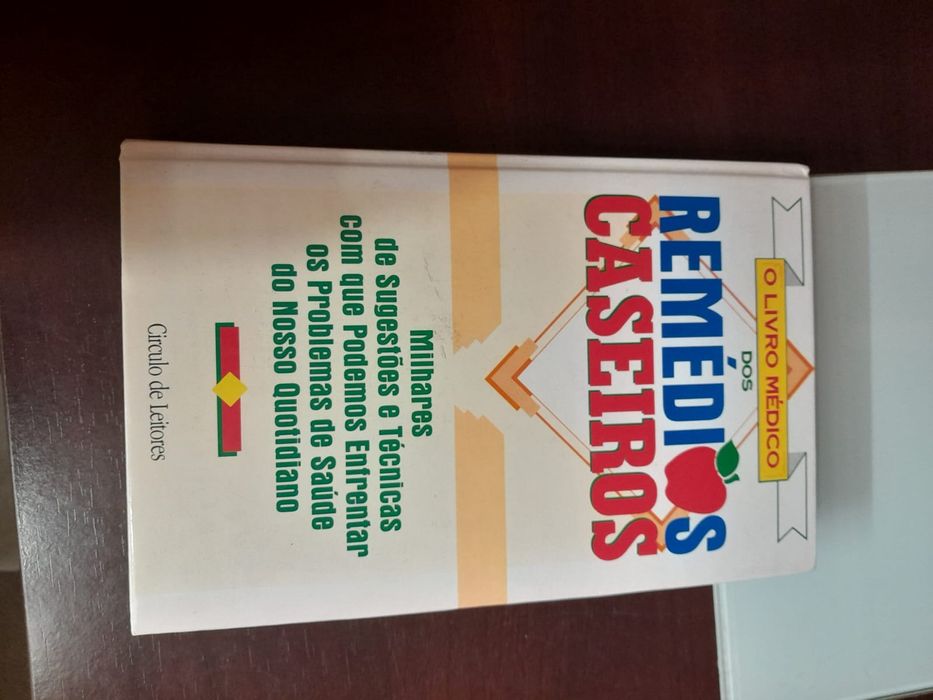 O LIVRO MÉDICO
DOS
REMÉDIOS
CASEIROS
Milhares
de Sugestões e Técnicas
com que Podemos Enfrentar
os Problemas de Saúde
do Nosso Quotidiano
Circulo de Leitores